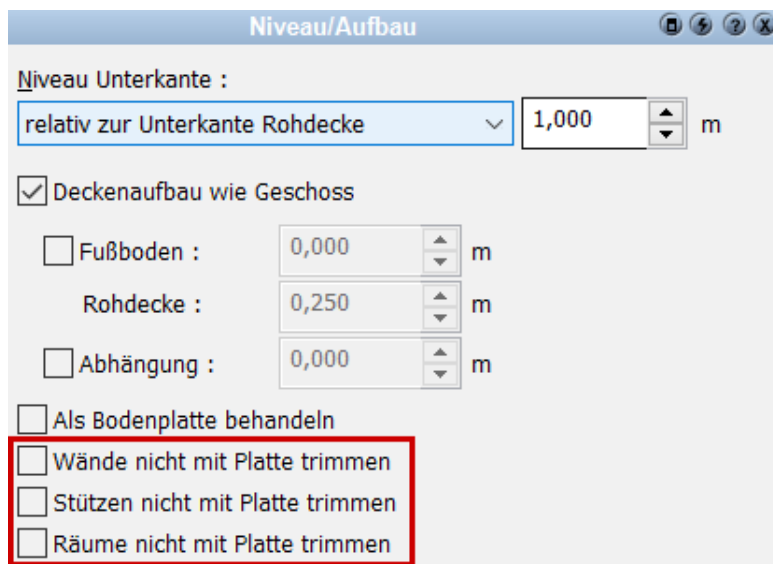 Niveau/Aufbau
Niveau Unterkante :
relativ zur Unterkante Rohdecke 1,000 m
Deckenaufbau wie Geschoss
Fußboden : 0,000 m
Rohdecke : 0,250 m
Abhängung : 0,000 m
Als Bodenplatte behandeln
Wände nicht mit Platte trimmen
Stützen nicht mit Platte trimmen
Räume nicht mit Platte trimmen